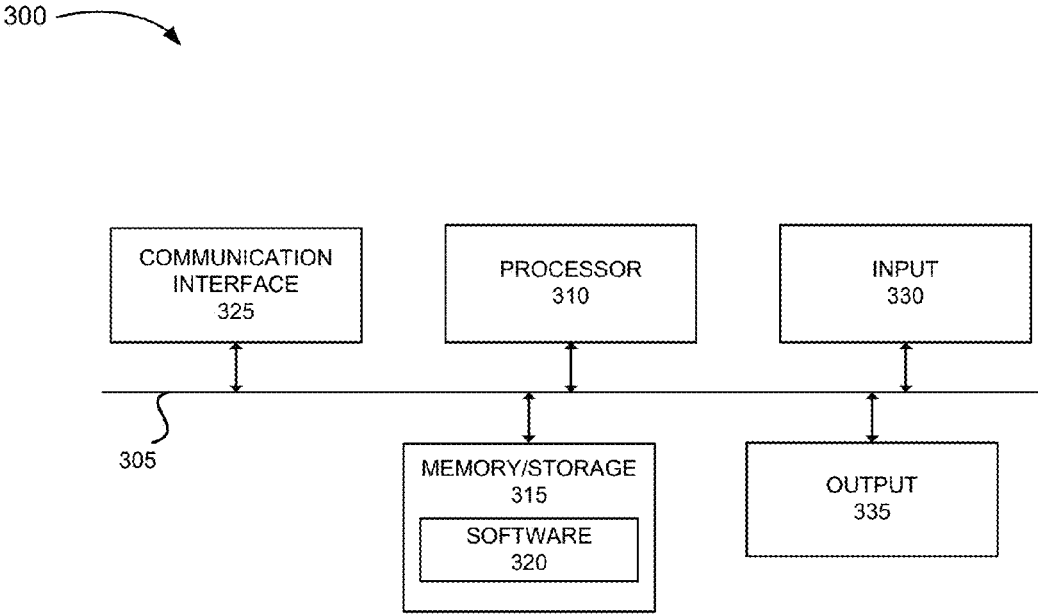 300
COMMUNICATION
INTERFACE
325
PROCESSOR
310
INPUT
330
305
MEMORY/STORAGE
315
SOFTWARE
320
OUTPUT
335